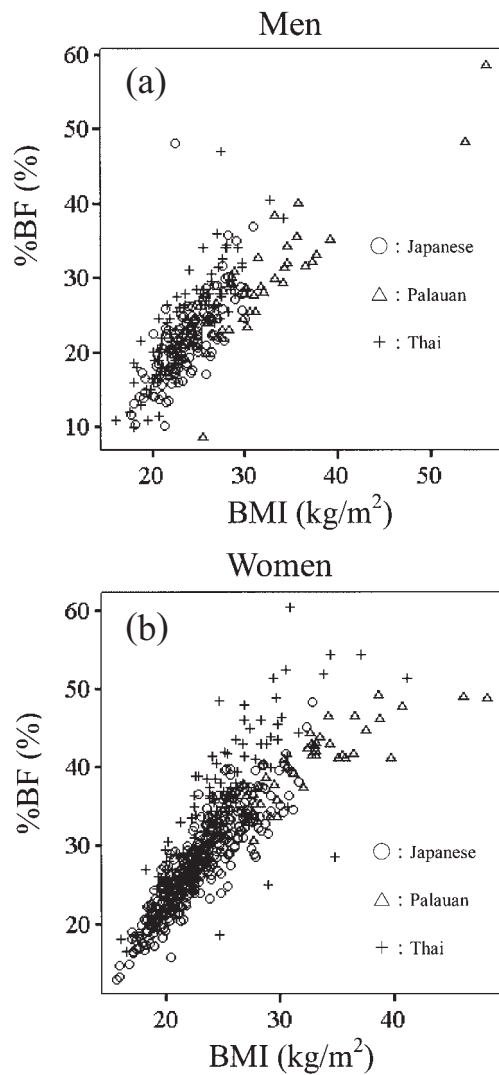 Men
(a)
60
50
40
30
20
10
%BF (%)
○ : Japanese
△ : Palauan
+ : Thai
20 30 40 50
BMI (kg/m²)
Women
(b)
60
50
40
30
20
%BF (%)
○ : Japanese
△ : Palauan
+ : Thai
20 30 40
BMI (kg/m²)